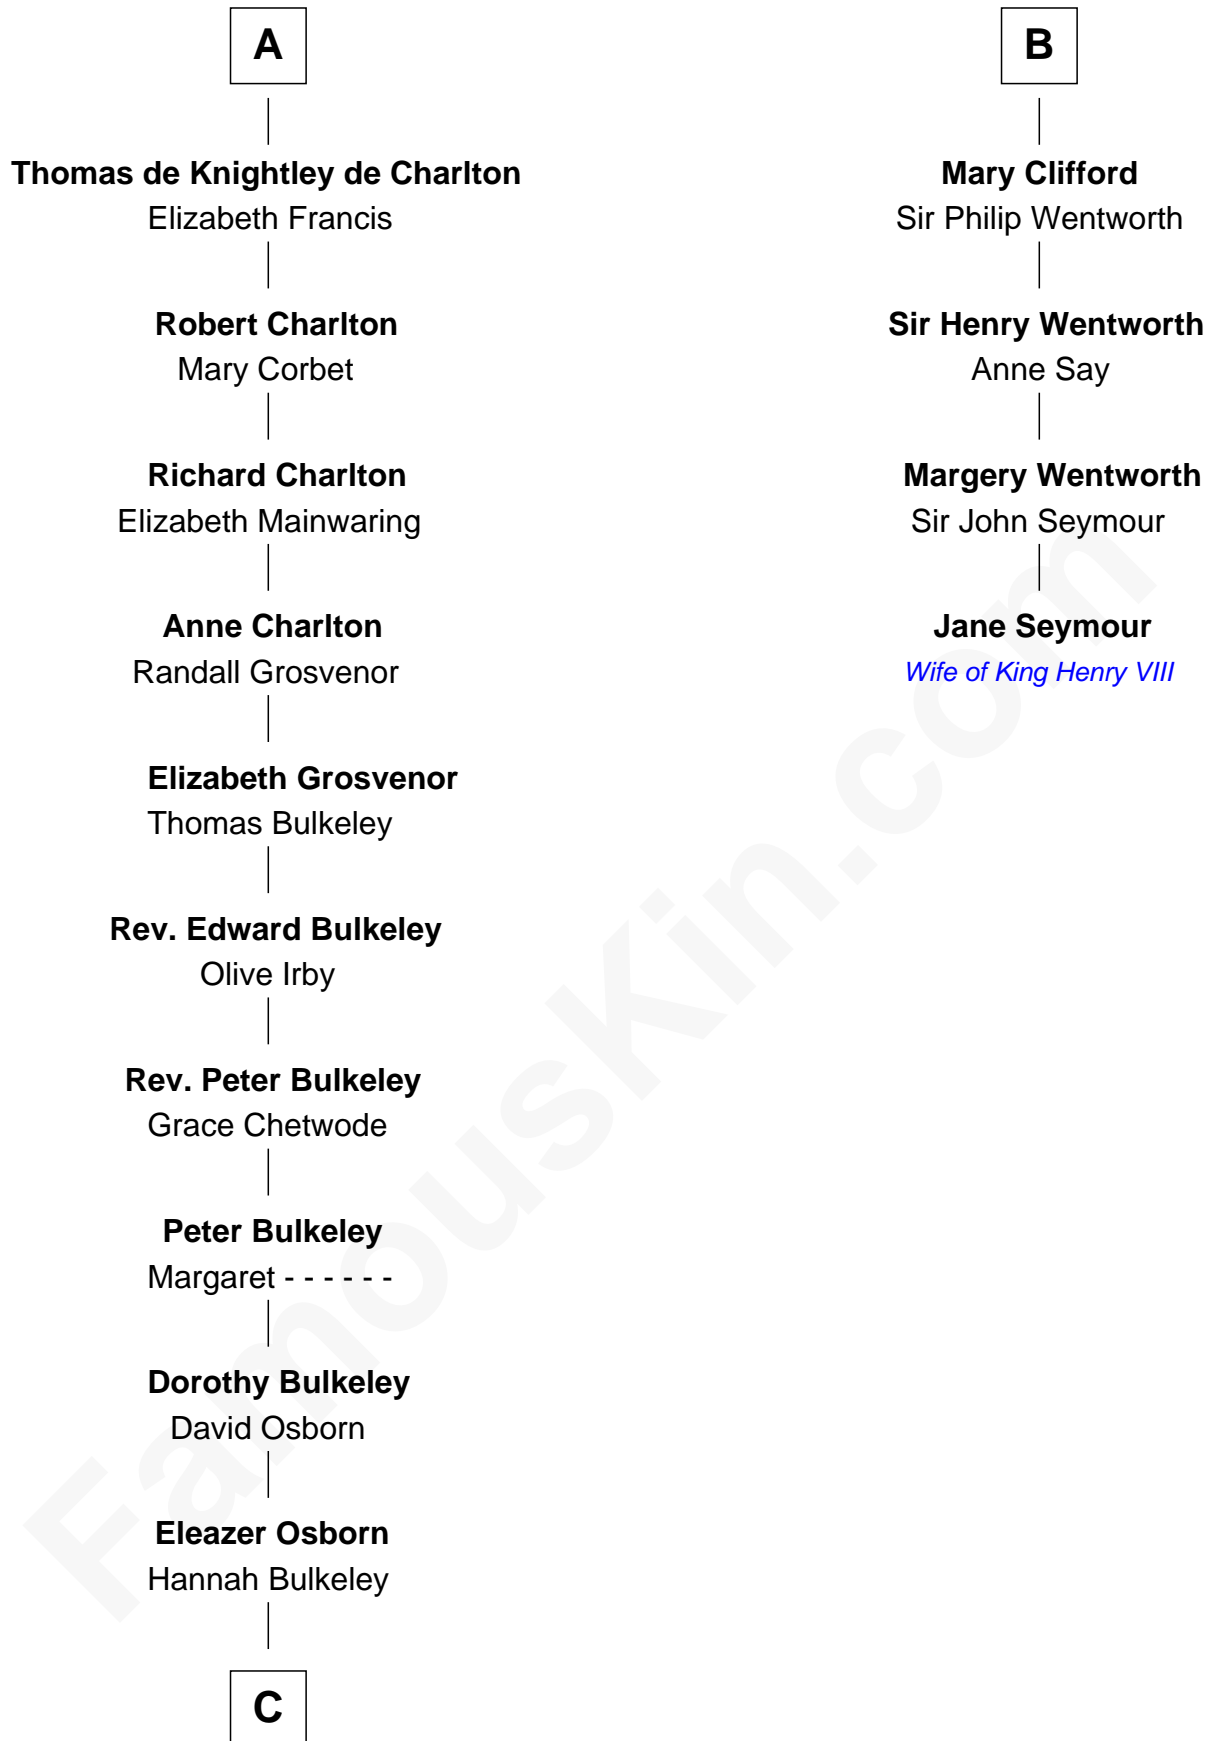 A
Thomas de Knightley de Charlton
Elizabeth Francis
Robert Charlton
Mary Corbet
Richard Charlton
Elizabeth Mainwaring
Anne Charlton
Randall Grosvenor
Elizabeth Grosvenor
Thomas Bulkeley
Rev. Edward Bulkeley
Olive Irby
Rev. Peter Bulkeley
Grace Chetwode
Peter Bulkeley
Margaret - - - - - -
Dorothy Bulkeley
David Osborn
Eleazer Osborn
Hannah Bulkeley
C
B
Mary Clifford
Sir Philip Wentworth
Sir Henry Wentworth
Anne Say
Margery Wentworth
Sir John Seymour
Jane Seymour
Wife of King Henry VIII
FamousKin.com